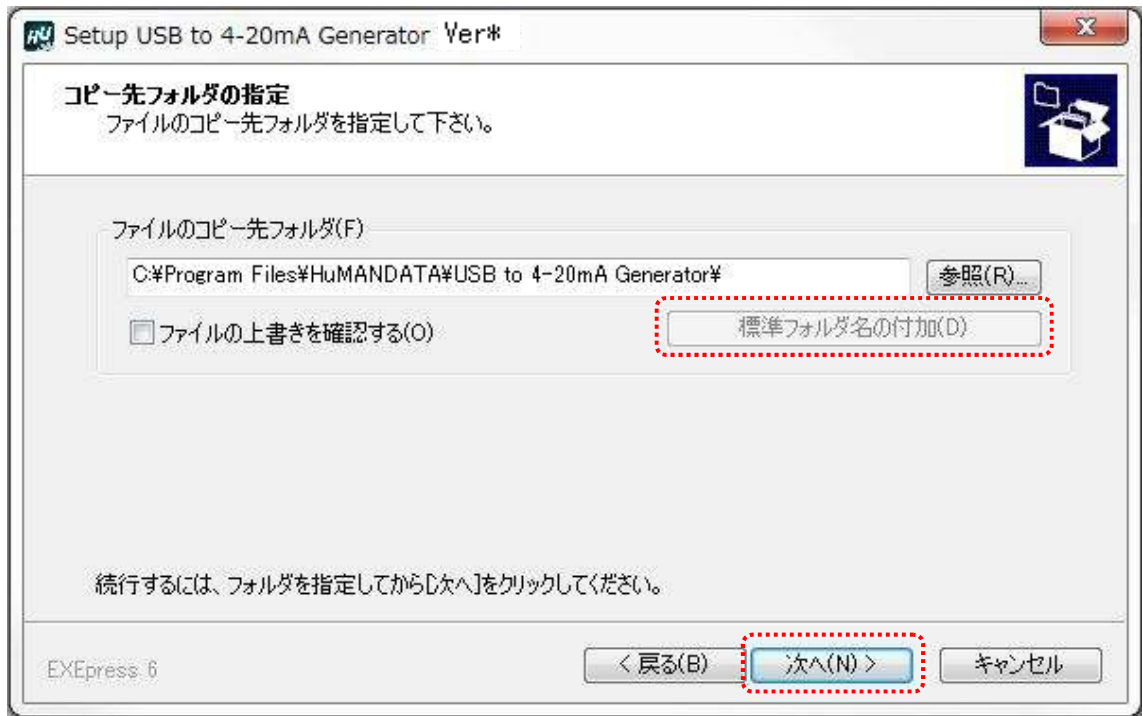 Setup USB to 4-20mA Generator Ver*
コピー先フォルダの指定
ファイルのコピー先フォルダを指定して下さい。
ファイルのコピー先フォルダ(F)
C:¥Program Files¥HuMANDATA¥USB to 4-20mA Generator¥
参照(R)...
ファイルの上書きを確認する(O)
標準フォルダ名の付加(D)
続行するには、フォルダを指定してから[次へ]をクリックしてください。
EXEpress 6
< 戻る(B)
次へ(N) >
キャンセル